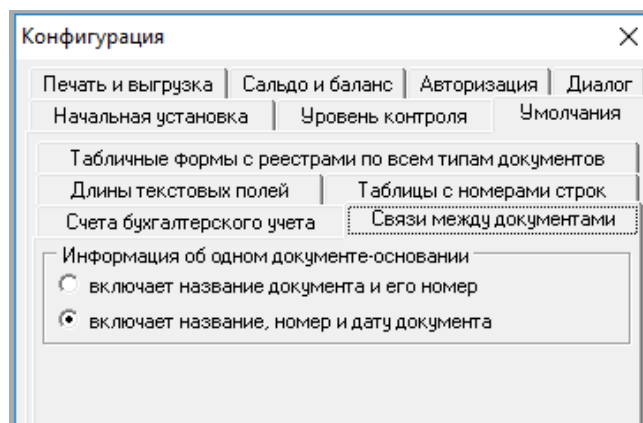 Конфигурация
Печать и выгрузка Сальдо и баланс Авторизация Диалог
Начальная установка Уровень контроля Умолчания
Табличные формы с реестрами по всем типам документов
Длины текстовых полей Таблицы с номерами строк
Счета бухгалтерского учета Связи между документами
Информация об одном документе-основании
включает название документа и его номер
включает название, номер и дату документа